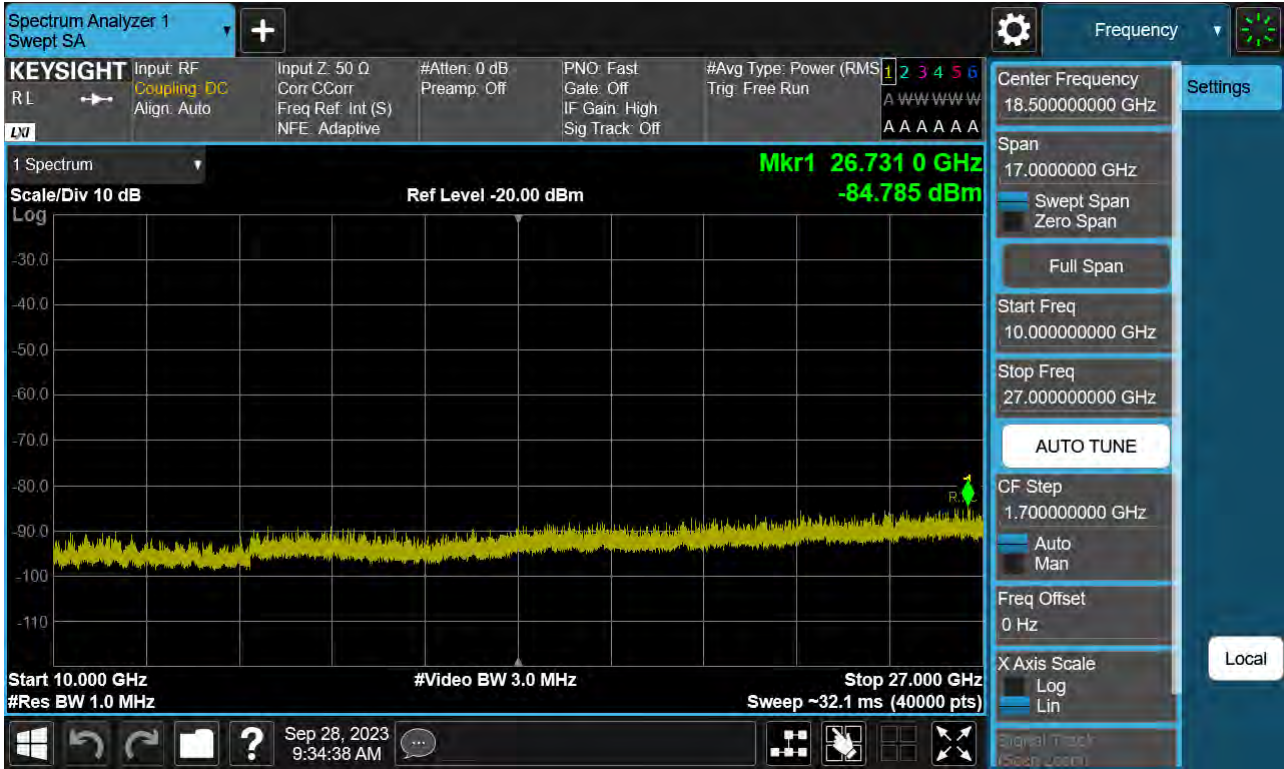 Spectrum Analyzer 1
Swept SA
+
Frequency
KEYSIGHT
R L
LXI
Input: RF
Coupling: DC
Align: Auto
Input Z: 50 Ω
Corr CCorr
Freq Ref: Int (S)
NFE: Adaptive
#Atten: 0 dB
Preamp: Off
PNO: Fast
Gate: Off
IF Gain: High
Sig Track: Off
#Avg Type: Power (RMS
Trig: Free Run
1 2 3 4 5 6
A W W W W W
A A A A A A
1 Spectrum
Scale/Div 10 dB
Log
Ref Level -20.00 dBm
Mkr1 26.731 0 GHz
-84.785 dBm
-30.0
-40.0
-50.0
-60.0
-70.0
-80.0
-90.0
-100
-110
1
Start 10.000 GHz
#Video BW 3.0 MHz
Stop 27.000 GHz
#Res BW 1.0 MHz
Sweep ~32.1 ms (40000 pts)
Center Frequency
18.500000000 GHz
Settings
Span
17.0000000 GHz
Swept Span
Zero Span
Full Span
Start Freq
10.000000000 GHz
Stop Freq
27.000000000 GHz
AUTO TUNE
CF Step
1.700000000 GHz
Auto
Man
Freq Offset
0 Hz
X Axis Scale
Log
Lin
Signal Track
(Span Zoom)
Local
?
Sep 28, 2023
9:34:38 AM